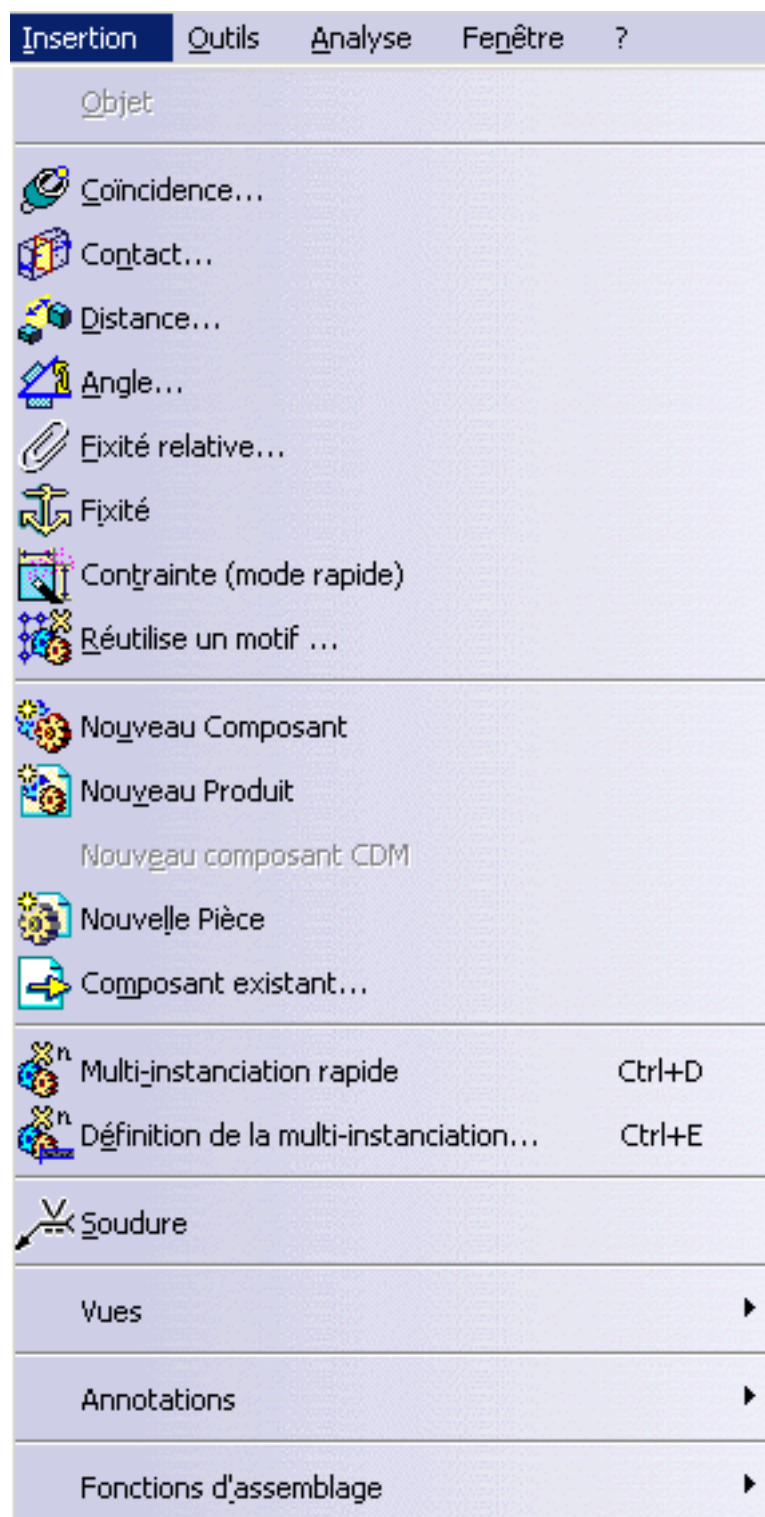 Insertion Outils Analyse Fenêtre ?
Objet
Coïncidence...
Contact...
Distance...
Angle...
Fixité relative...
Fixité
Contrainte (mode rapide)
Réutilise un motif ...
Nouveau Composant
Nouveau Produit
Nouveau composant CDM
Nouvelle Pièce
Composant existant...
Multi-instanciation rapide Ctrl+D
Définition de la multi-instanciation... Ctrl+E
Soudure
Vues
Annotations
Fonctions d'assemblage